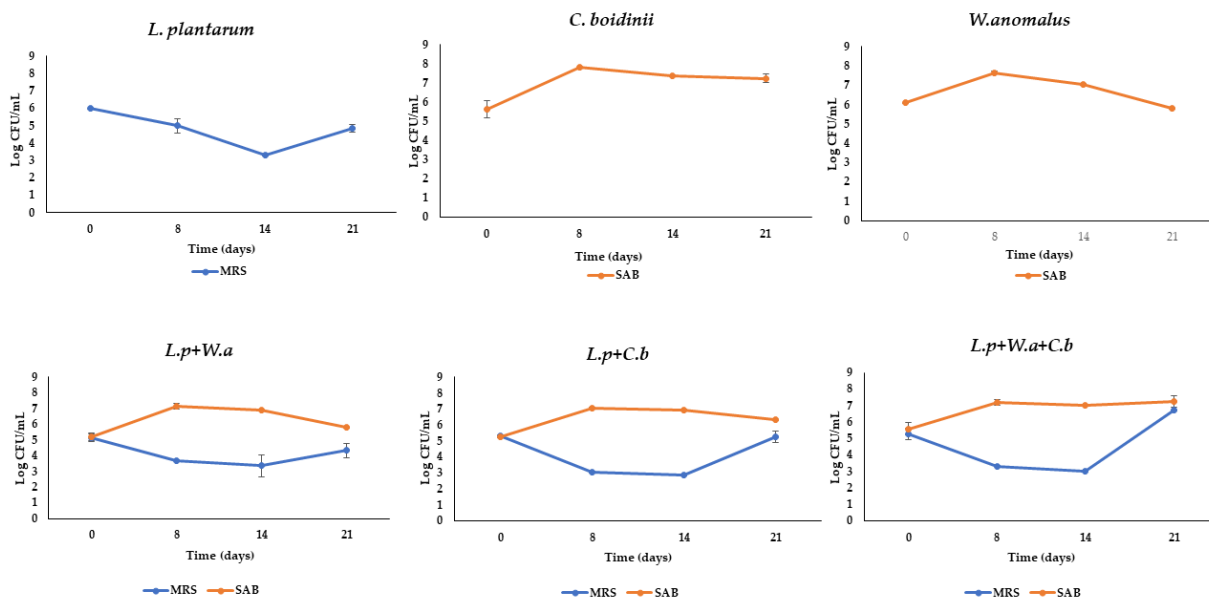 L. plantarum
9
8
7
6
5
4
3
2
1
0
Log CFU/mL
0 8 14 21
Time (days)
MRS
C. boidinii
9
8
7
6
5
4
3
2
1
0
Log CFU/mL
0 8 14 21
Time (days)
SAB
W.anomalus
9
8
7
6
5
4
3
2
1
0
Log CFU/mL
0 8 14 21
Time (days)
SAB
L.p+W.a
9
8
7
6
5
4
3
2
1
0
Log CFU/mL
0 8 14 21
Time (days)
MRS SAB
L.p+C.b
9
8
7
6
5
4
3
2
1
0
Log CFU/mL
0 8 14 21
Time (days)
MRS SAB
L.p+W.a+C.b
9
8
7
6
5
4
3
2
1
0
Log CFU/mL
0 8 14 21
Time (days)
MRS SAB